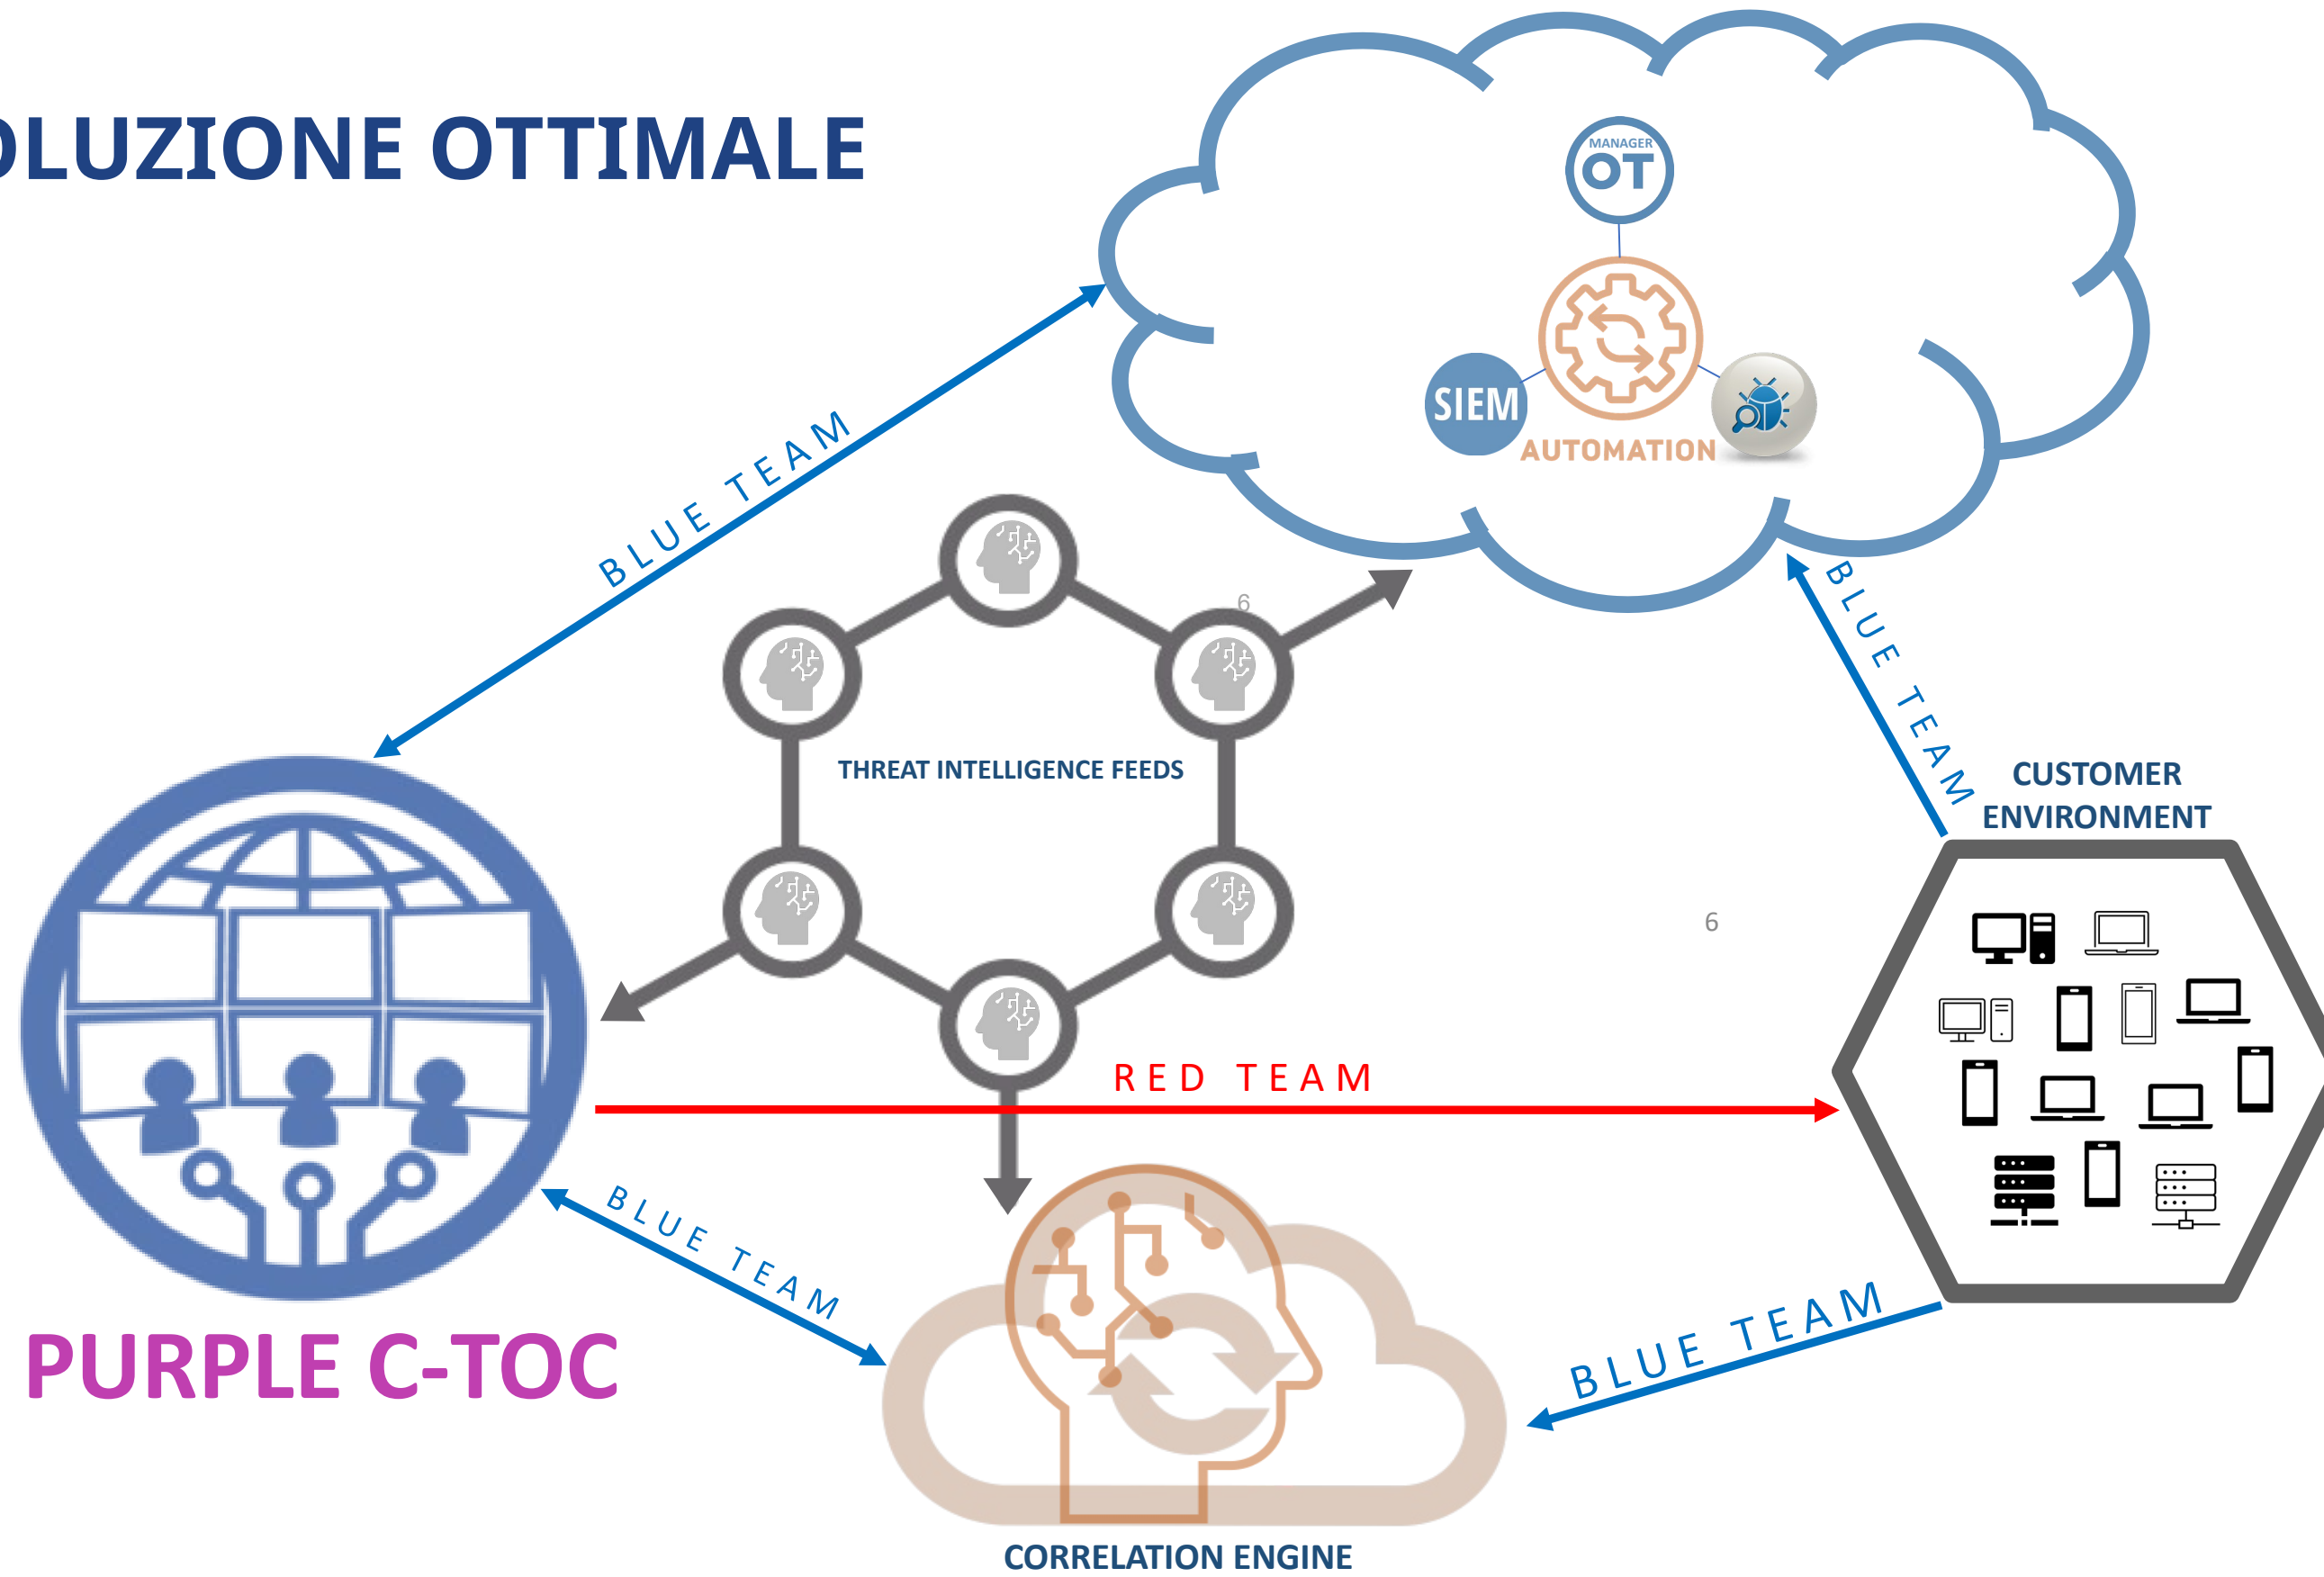 OLUZIONE OTTIMALE
MANAGER
OT
SIEM
AUTOMATION
BLUE TEAM
6
BLUE TEAM
THREAT INTELLIGENCE FEEDS
CUSTOMER
ENVIRONMENT
6
RED TEAM
BLUE TEAM
BLUE TEAM
PURPLE C-TOC
CORRELATION ENGINE